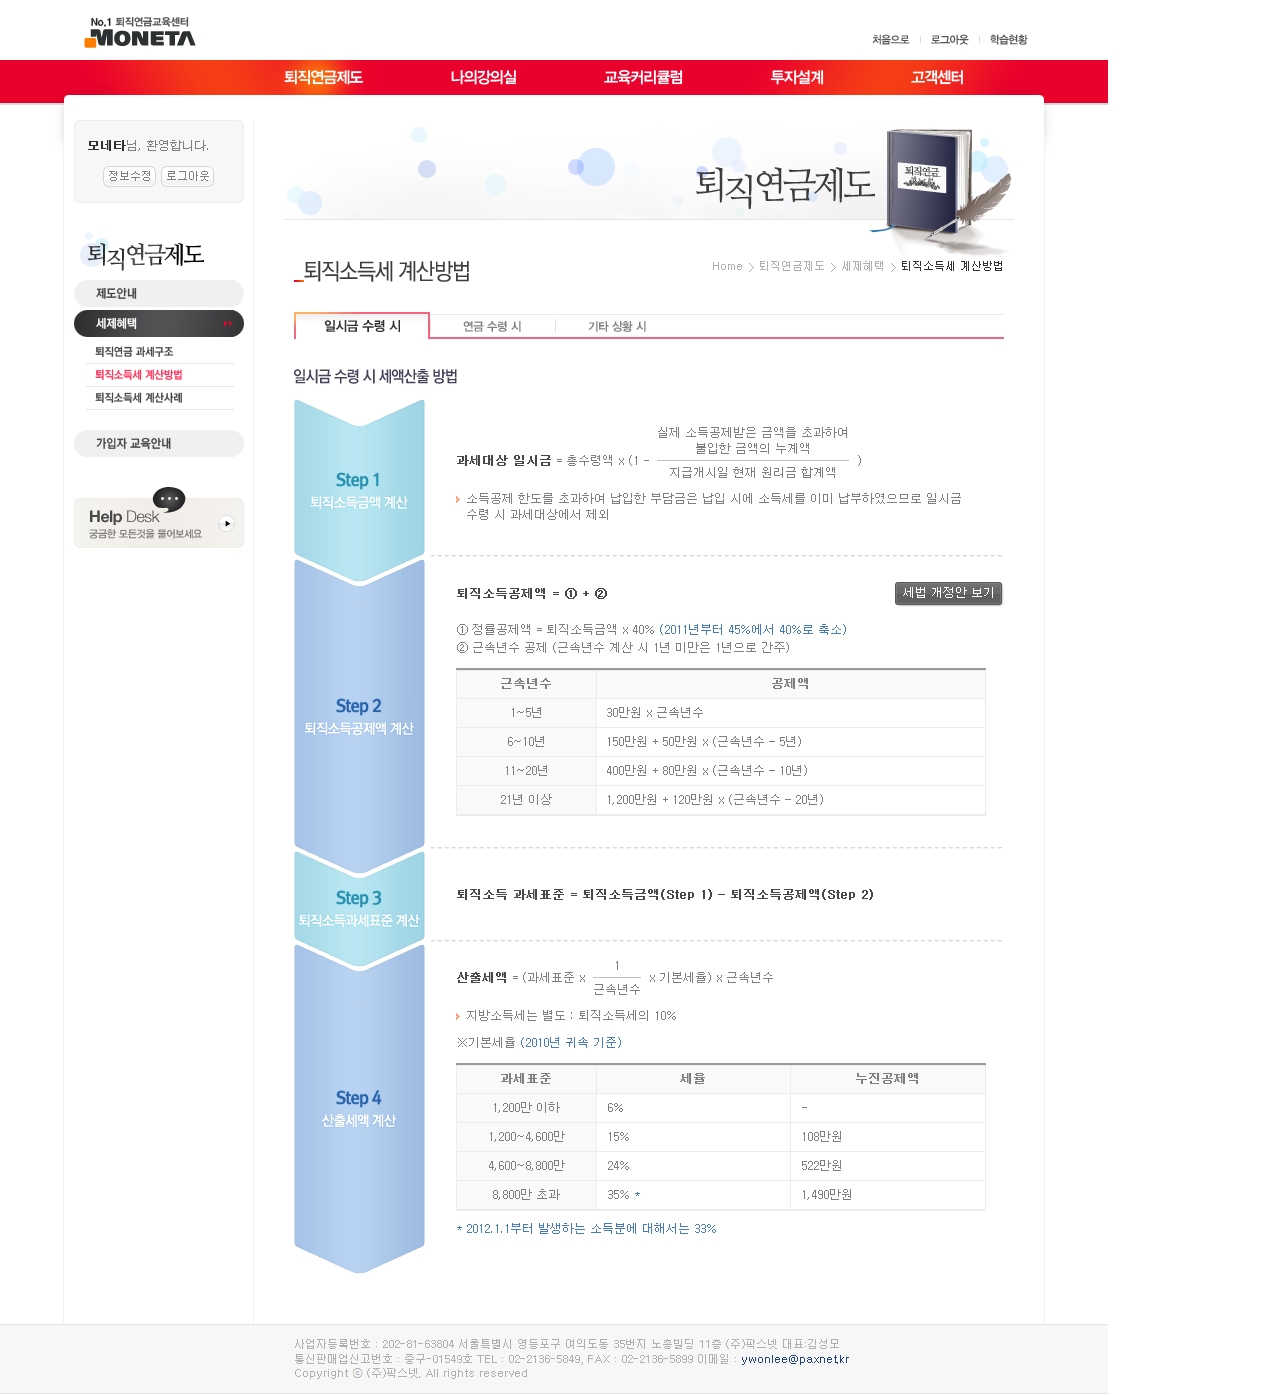 No.1 퇴직연금교육센터
MONETA
처음으로 로그아웃 학습현황
퇴직연금제도 나의강의실 교육커리큘럼 투자설계 고객센터
모네타님, 환영합니다.
정보수정 로그아웃
퇴직연금제도
제도안내
세제혜택
퇴직연금 과세구조
퇴직소득세 계산방법
퇴직소득세 계산사례
가입자 교육안내
Help Desk
궁금한 모든것을 물어보세요
퇴직연금제도
퇴직연금
퇴직소득세 계산방법
Home > 퇴직연금제도 > 세제혜택 > 퇴직소득세 계산방법
일시금 수령 시 연금 수령 시 기타 상황 시
일시금 수령 시 세액산출 방법
Step 1
퇴직소득금액 계산
실제 소득공제받은 금액을 초과하여
불입한 금액의 누계액
과세대상 일시금 = 총수령액 x (1 - )
지급개시일 현재 원리금 합계액
소득공제 한도를 초과하여 납입한 부담금은 납입 시에 소득세를 이미 납부하였으므로 일시금
수령 시 과세대상에서 제외
Step 2
퇴직소득공제액 계산
퇴직소득공제액 = ① + ②
세법 개정안 보기
① 정률공제액 = 퇴직소득금액 x 40% (2011년부터 45%에서 40%로 축소)
② 근속년수 공제 (근속년수 계산 시 1년 미만은 1년으로 간주)
근속년수 공제액
1~5년 30만원 x 근속년수
6~10년 150만원 + 50만원 x (근속년수 - 5년)
11~20년 400만원 + 80만원 x (근속년수 - 10년)
21년 이상 1,200만원 + 120만원 x (근속년수 - 20년)
Step 3
퇴직소득과세표준 계산
퇴직소득 과세표준 = 퇴직소득금액(Step 1) - 퇴직소득공제액(Step 2)
Step 4
산출세액 계산
1
산출세액 = (과세표준 x x 기본세율) x 근속년수
근속년수
지방소득세는 별도 : 퇴직소득세의 10%
※기본세율 (2010년 귀속 기준)
과세표준 세율 누진공제액
1,200만 이하 6% -
1,200~4,600만 15% 108만원
4,600~8,800만 24% 522만원
8,800만 초과 35% * 1,490만원
* 2012.1.1부터 발생하는 소득분에 대해서는 33%
사업자등록번호 : 202-81-63804 서울특별시 영등포구 여의도동 35번지 노총빌딩 11층 (주)팍스넷 대표:김성모
통신판매업신고번호 : 중구-01549호 TEL : 02-2136-5849, FAX : 02-2136-5899 이메일 : ywonlee@paxnet.kr
Copyright ⓒ (주)팍스넷, All rights reserved